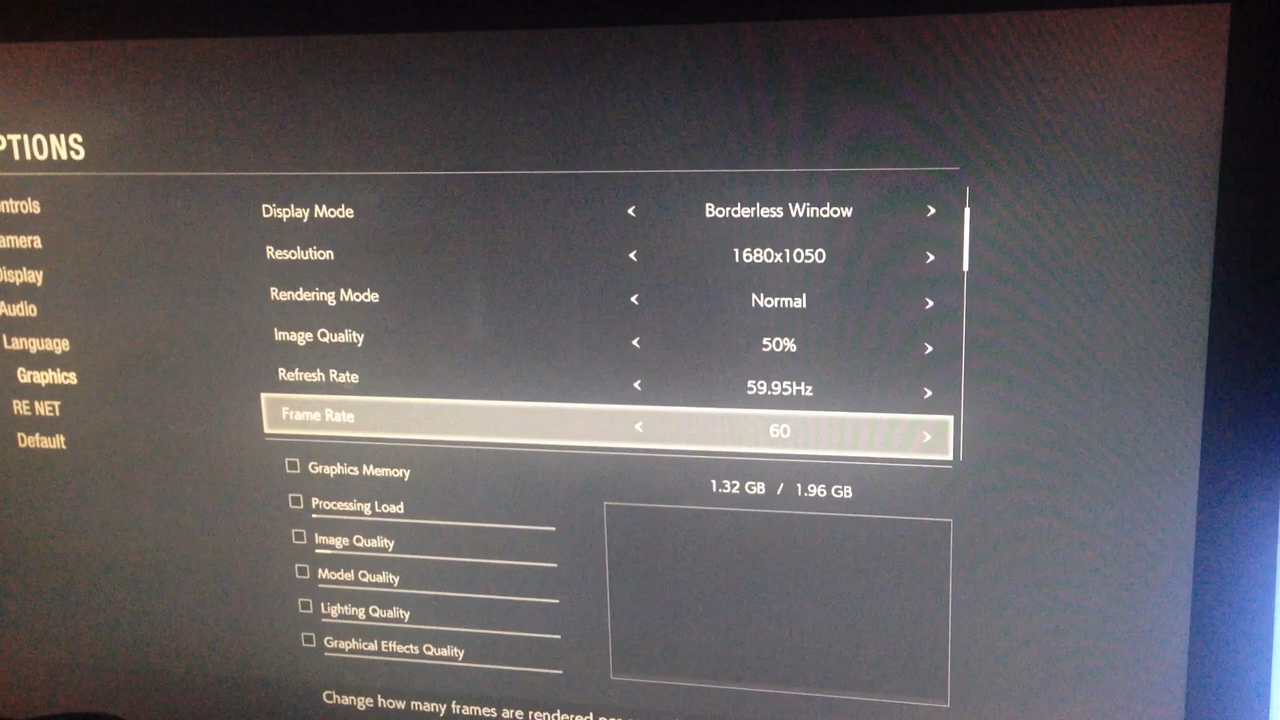 PTIONS
ntrols
amera
Display
Audio
Language
Graphics
RE NET
Default
Display Mode < Borderless Window >
Resolution < 1680x1050 >
Rendering Mode < Normal >
Image Quality < 50% >
Refresh Rate < 59.95Hz >
Frame Rate < 60 >
Graphics Memory 1.32 GB / 1.96 GB
Processing Load
Image Quality
Model Quality
Lighting Quality
Graphical Effects Quality
Change how many frames are rendered